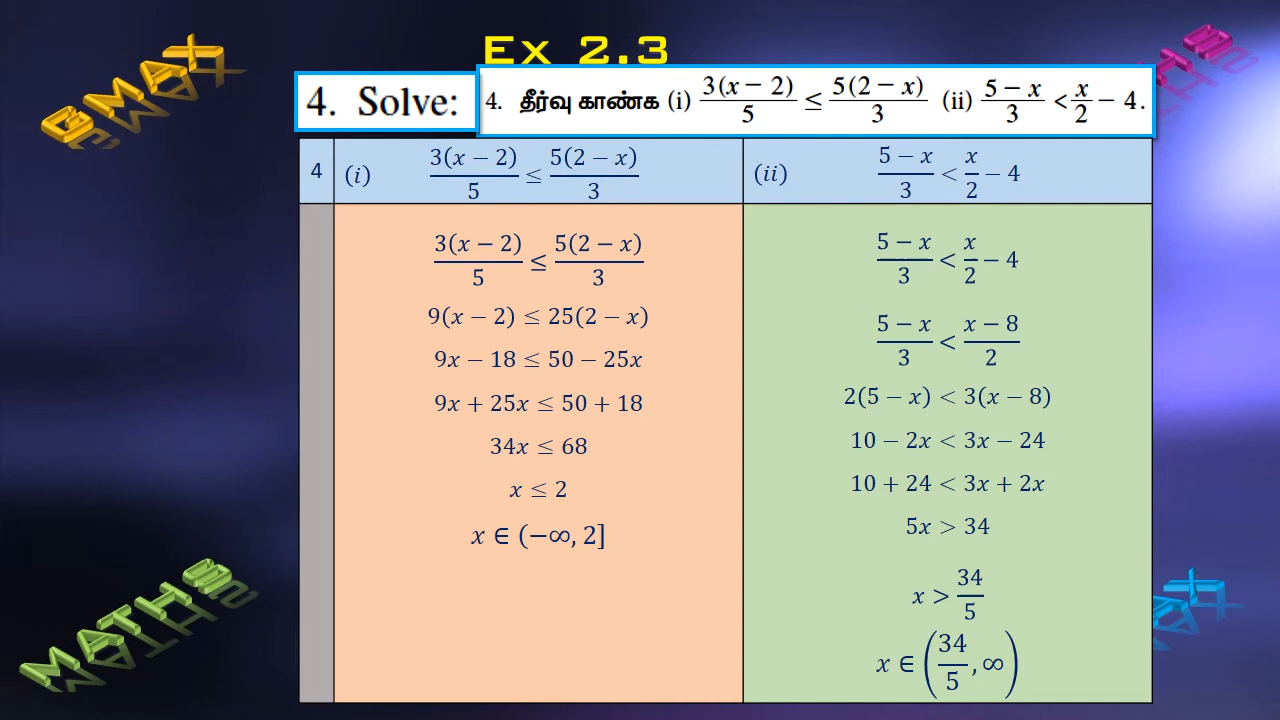 Ex 2.3
4. Solve:
4. தீர்வு காண்க (i) 3(x − 2)/5 ≤ 5(2 − x)/3 (ii) 5 − x/3 < x/2 − 4.
4 (i) 3(x − 2)/5 ≤ 5(2 − x)/3 (ii) 5 − x/3 < x/2 − 4
3(x − 2)/5 ≤ 5(2 − x)/3
9(x − 2) ≤ 25(2 − x)
9x − 18 ≤ 50 − 25x
9x + 25x ≤ 50 + 18
34x ≤ 68
x ≤ 2
x ∈ (−∞, 2]
5 − x/3 < x/2 − 4
5 − x/3 < x − 8/2
2(5 − x) < 3(x − 8)
10 − 2x < 3x − 24
10 + 24 < 3x + 2x
5x > 34
x > 34/5
x ∈ (34/5, ∞)
GMAX
MATHS